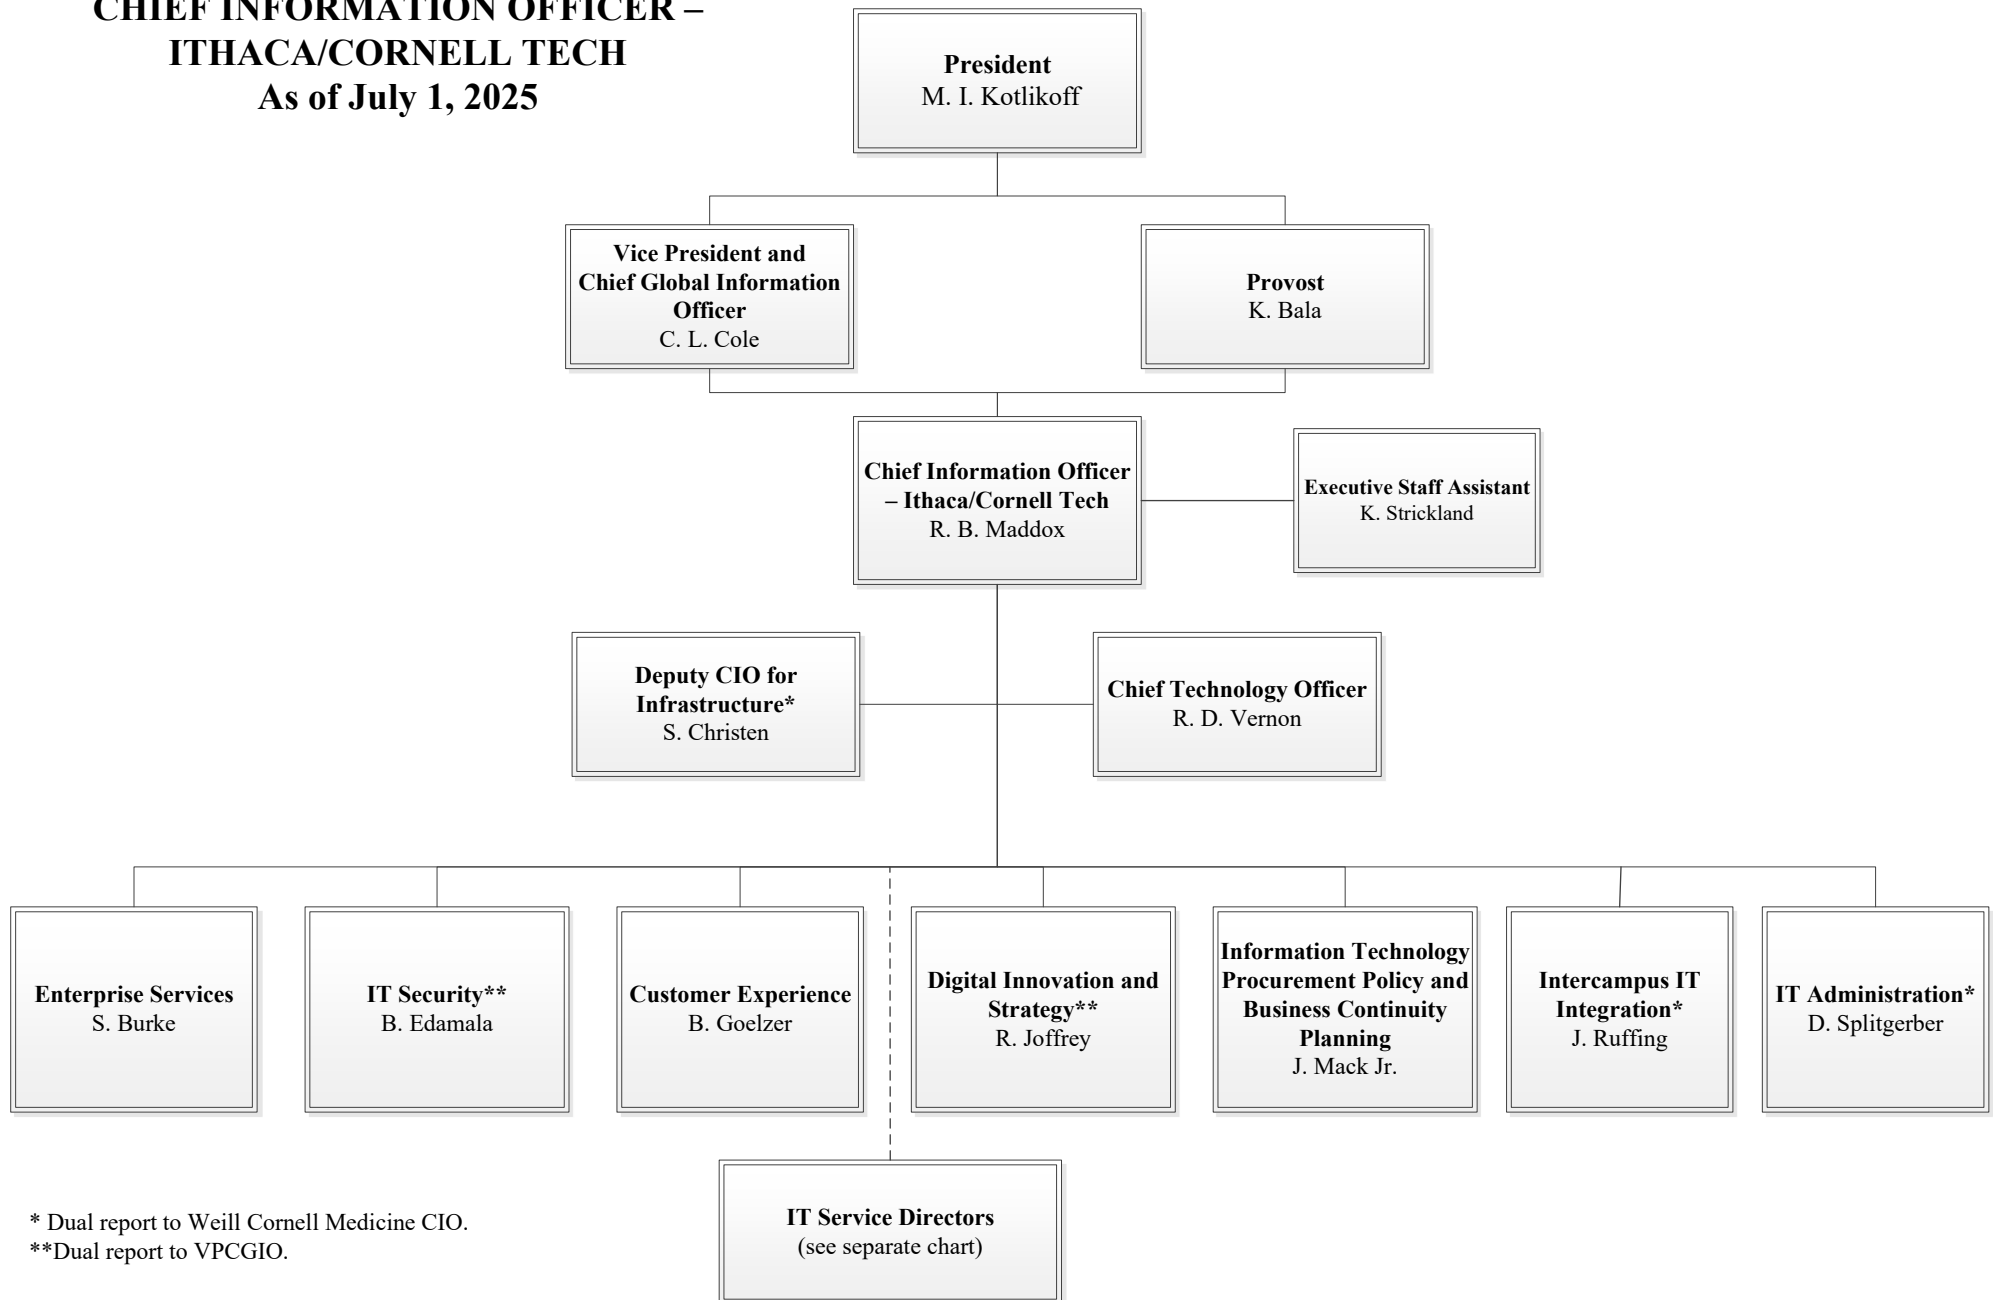 CHIEF INFORMATION OFFICER –
ITHACA/CORNELL TECH
As of July 1, 2025
President
M. I. Kotlikoff
Vice President and
Chief Global Information
Officer
C. L. Cole
Provost
K. Bala
Chief Information Officer
– Ithaca/Cornell Tech
R. B. Maddox
Executive Staff Assistant
K. Strickland
Deputy CIO for
Infrastructure*
S. Christen
Chief Technology Officer
R. D. Vernon
Enterprise Services
S. Burke
IT Security**
B. Edamala
Customer Experience
B. Goelzer
Digital Innovation and
Strategy**
R. Joffrey
Information Technology
Procurement Policy and
Business Continuity
Planning
J. Mack Jr.
Intercampus IT
Integration*
J. Ruffing
IT Administration*
D. Splitgerber
IT Service Directors
(see separate chart)
* Dual report to Weill Cornell Medicine CIO.
**Dual report to VPCGIO.